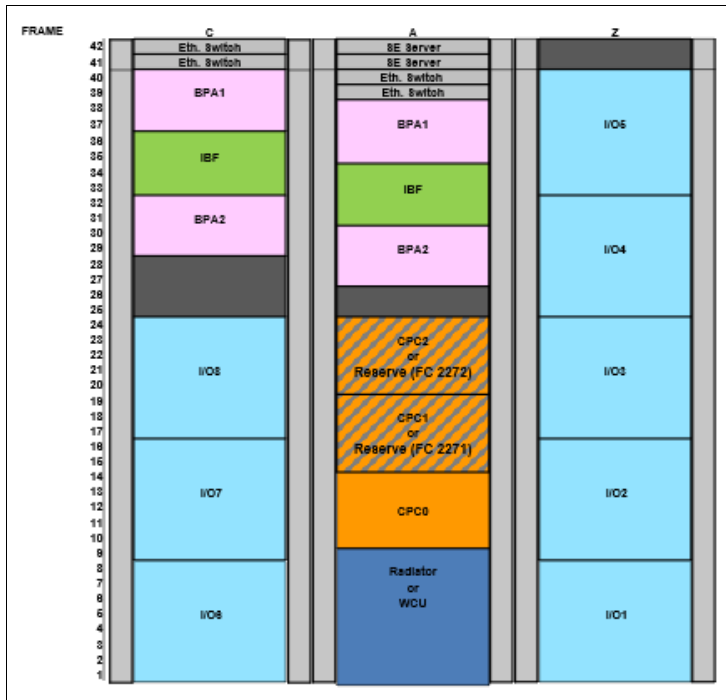 FRAME
C
A
Z
42
41
40
39
38
37
36
35
34
33
32
31
30
29
28
27
26
25
24
23
22
21
20
19
18
17
16
15
14
13
12
11
10
9
8
7
6
5
4
3
2
1
Eth. Switch
Eth. Switch
BPA1
IBF
BPA2
I/O8
I/O7
I/O6
SE Server
SE Server
Eth. Switch
Eth. Switch
BPA1
IBF
BPA2
CPC2
or
Reserve (FC 2272)
CPC1
or
Reserve (FC 2271)
CPC0
Radiator
or
WCU
I/O5
I/O4
I/O3
I/O2
I/O1